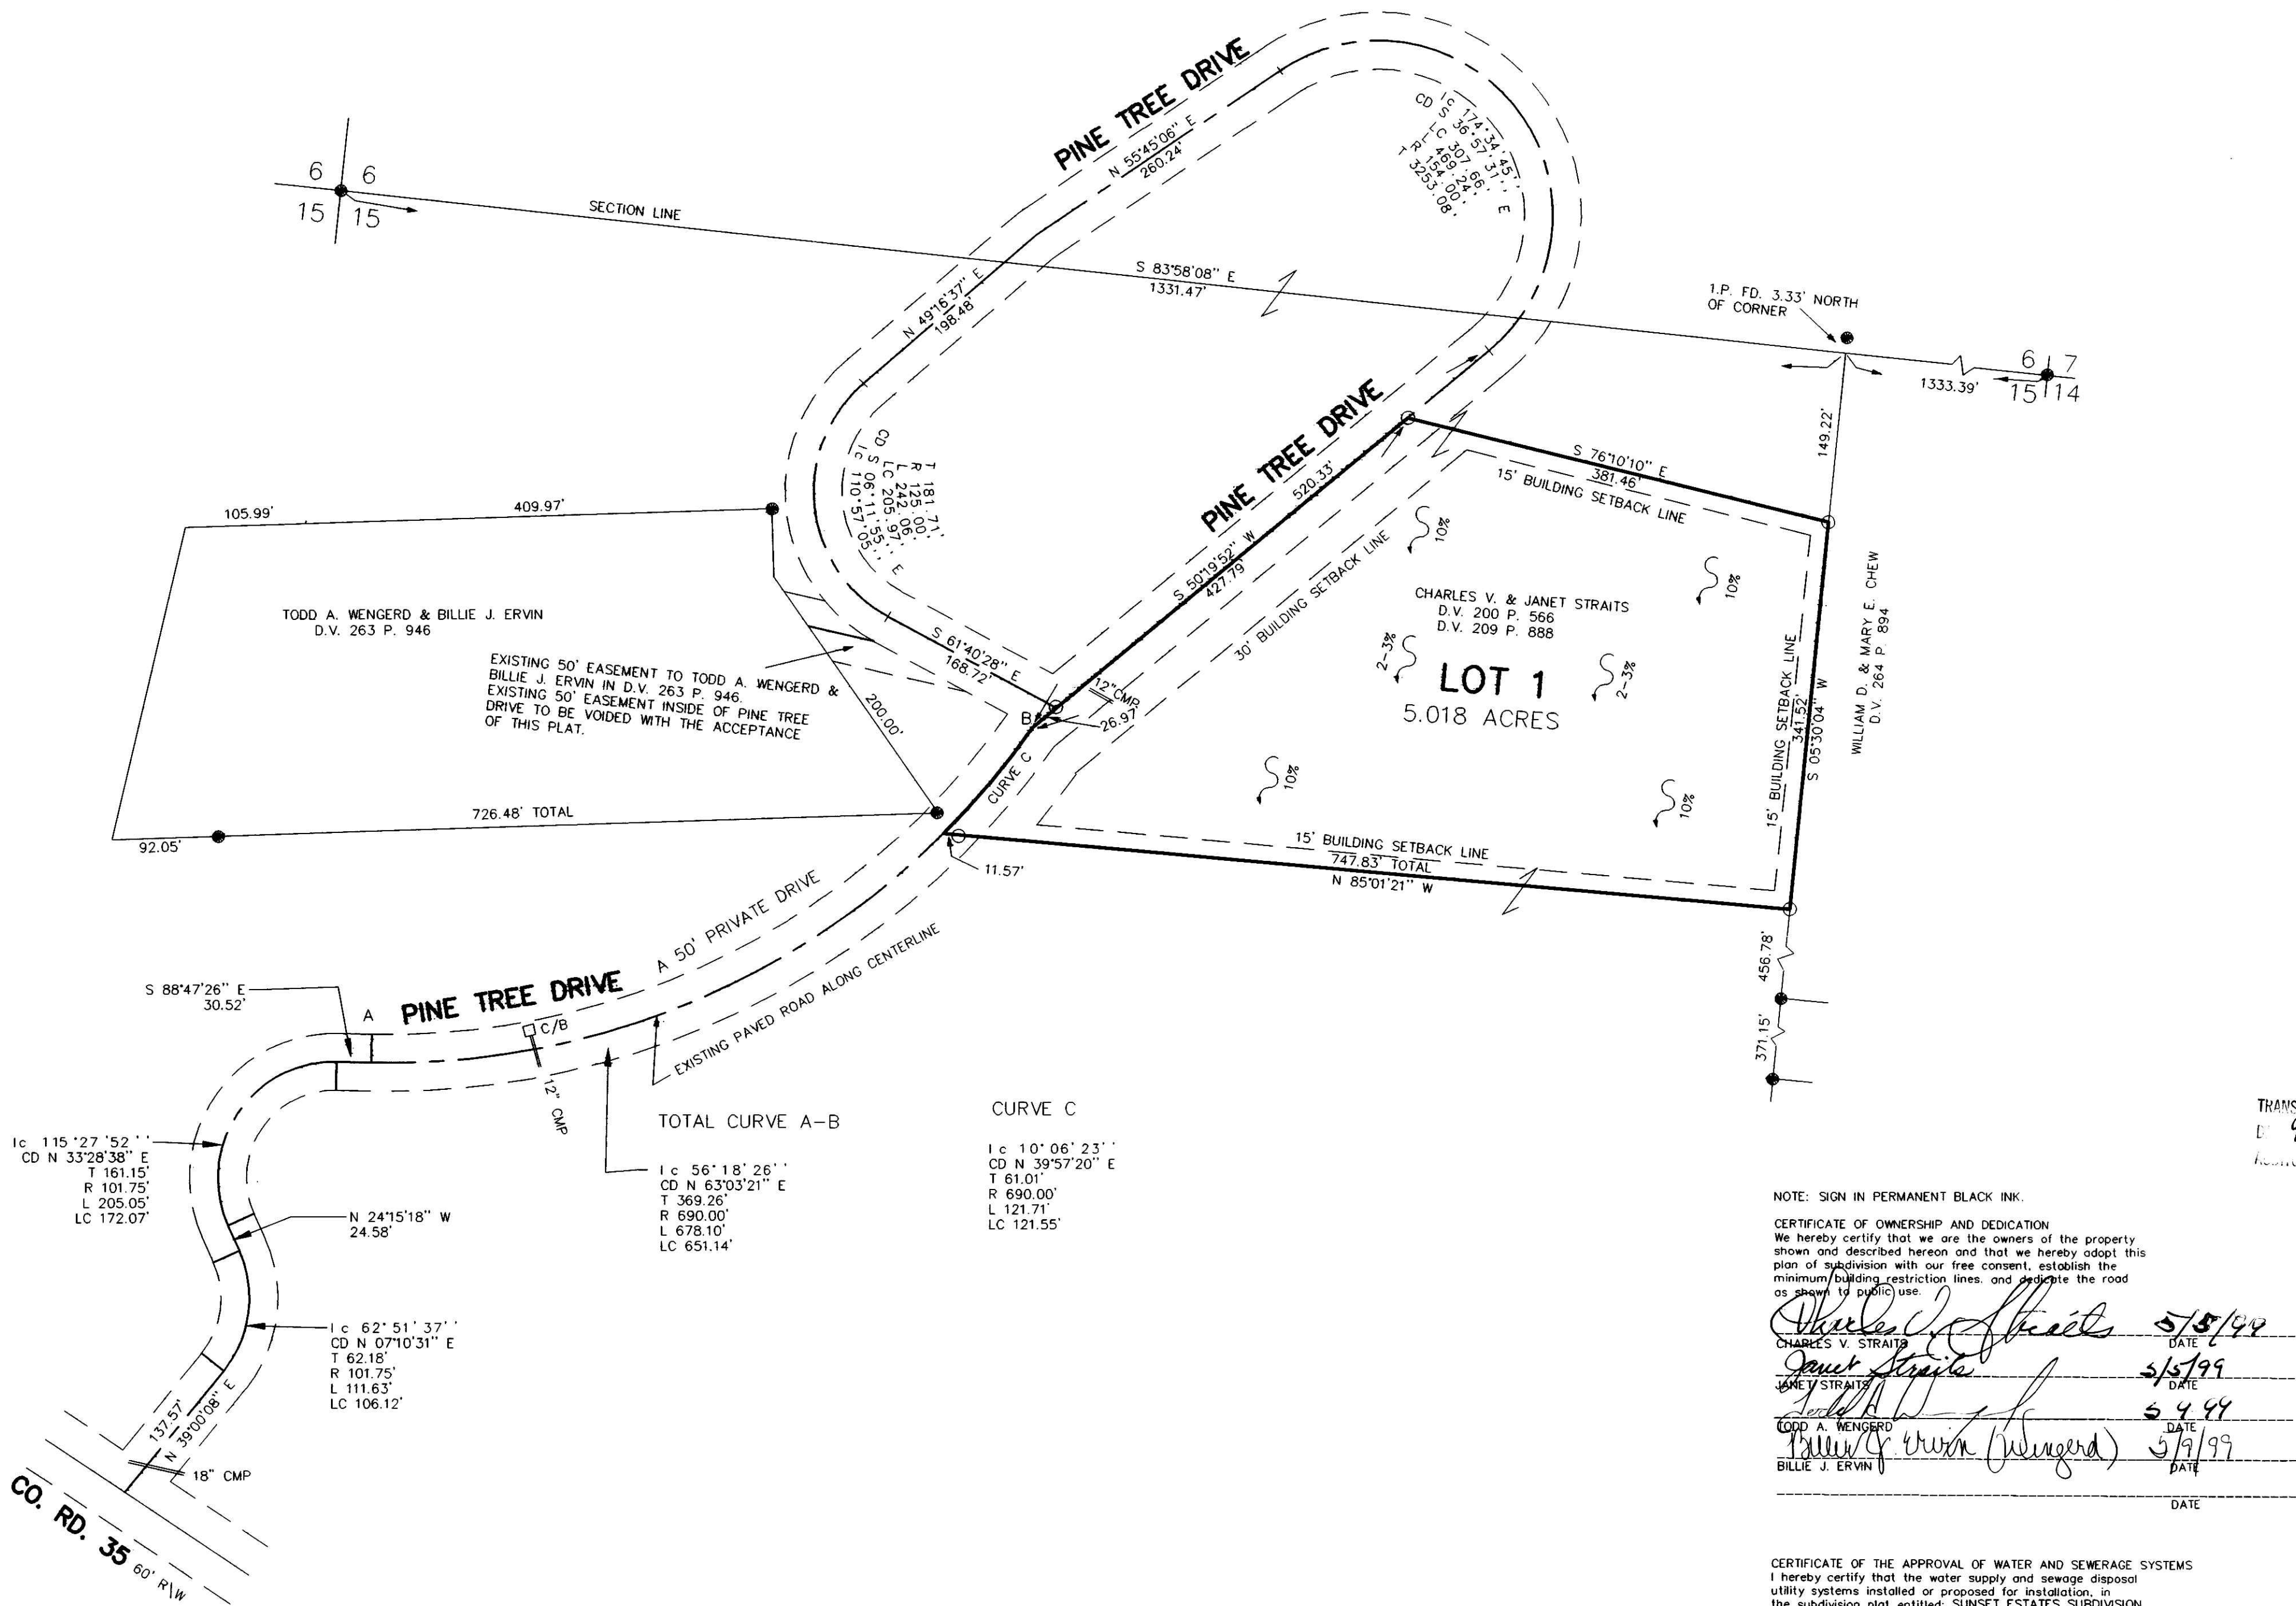 PINE TREE DRIVE
N 55°45'06" E
260.24'
Ic 174°34'45'' 
CD S 36°57'31'' E
LC 307.66'
L 469.24'
R 154.00'
T 3253.08'
6 6
15 15
SECTION LINE
S 83°58'08" E
1331.47'
N 49°16'37" E
198.48'
1.P. FD. 3.33' NORTH
OF CORNER
6 7
15 14
1333.39'
149.22'
PINE TREE DRIVE
520.33'
S 50°19'52" W
427.79'
S 76°10'10" E
381.46'
15' BUILDING SETBACK LINE
30' BUILDING SETBACK LINE
T 181.71'
R 125.00'
L 242.06'
LC 205.97'
CD S 06°11'55'' E
Ic 110°57'05''
105.99'
409.97'
TODD A. WENGERD & BILLIE J. ERVIN
D.V. 263 P. 946
EXISTING 50' EASEMENT TO TODD A. WENGERD &
BILLIE J. ERVIN IN D.V. 263 P. 946.
EXISTING 50' EASEMENT INSIDE OF PINE TREE
DRIVE TO BE VOIDED WITH THE ACCEPTANCE
OF THIS PLAT.
200.00'
S 61°40'28" E
168.72'
B
12"CMP
26.97'
CURVE C
10%
10%
CHARLES V. & JANET STRAITS
D.V. 200 P. 566
D.V. 209 P. 888
2-3%
2-3%
LOT 1
5.018 ACRES
10%
10%
15' BUILDING SETBACK LINE
341.52'
S 05°30'04" W
WILLIAM D. & MARY E. CHEW
D.V. 264 P. 894
726.48' TOTAL
92.05'
11.57'
15' BUILDING SETBACK LINE
747.83' TOTAL
N 85°01'21" W
456.78'
371.15'
A 50' PRIVATE DRIVE
EXISTING PAVED ROAD ALONG CENTERLINE
S 88°47'26" E
30.52'
A
PINE TREE DRIVE
C/B
12" CMP
TOTAL CURVE A-B
Ic 56°18'26''
CD N 63°03'21" E
T 369.26'
R 690.00'
L 678.10'
LC 651.14'
CURVE C
Ic 10°06'23''
CD N 39°57'20" E
T 61.01'
R 690.00'
L 121.71'
LC 121.55'
Ic 115°27'52''
CD N 33°28'38" E
T 161.15'
R 101.75'
L 205.05'
LC 172.07'
N 24°15'18" W
24.58'
Ic 62°51'37''
CD N 07°10'31" E
T 62.18'
R 101.75'
L 111.63'
LC 106.12'
137.57'
N 39°00'08" E
18" CMP
CO. RD. 35 60' R\W
TRANS
NOTE: SIGN IN PERMANENT BLACK INK.
CERTIFICATE OF OWNERSHIP AND DEDICATION
We hereby certify that we are the owners of the property
shown and described hereon and that we hereby adopt this
plan of subdivision with our free consent, establish the
minimum building restriction lines, and dedicate the road
as shown to public use.
Charles V. Straits 5/5/99
CHARLES V. STRAITS DATE
Janet Straits 5/5/99
JANET STRAITS DATE
Todd A 5 9 99
TODD A. WENGERD DATE
Billie J. Ervin (Wengerd) 5/9/99
BILLIE J. ERVIN DATE
DATE
CERTIFICATE OF THE APPROVAL OF WATER AND SEWERAGE SYSTEMS
I hereby certify that the water supply and sewage disposal
utility systems installed or proposed for installation, in
the subdivision plat entitled: SUNSET ESTATES SUBDIVISION